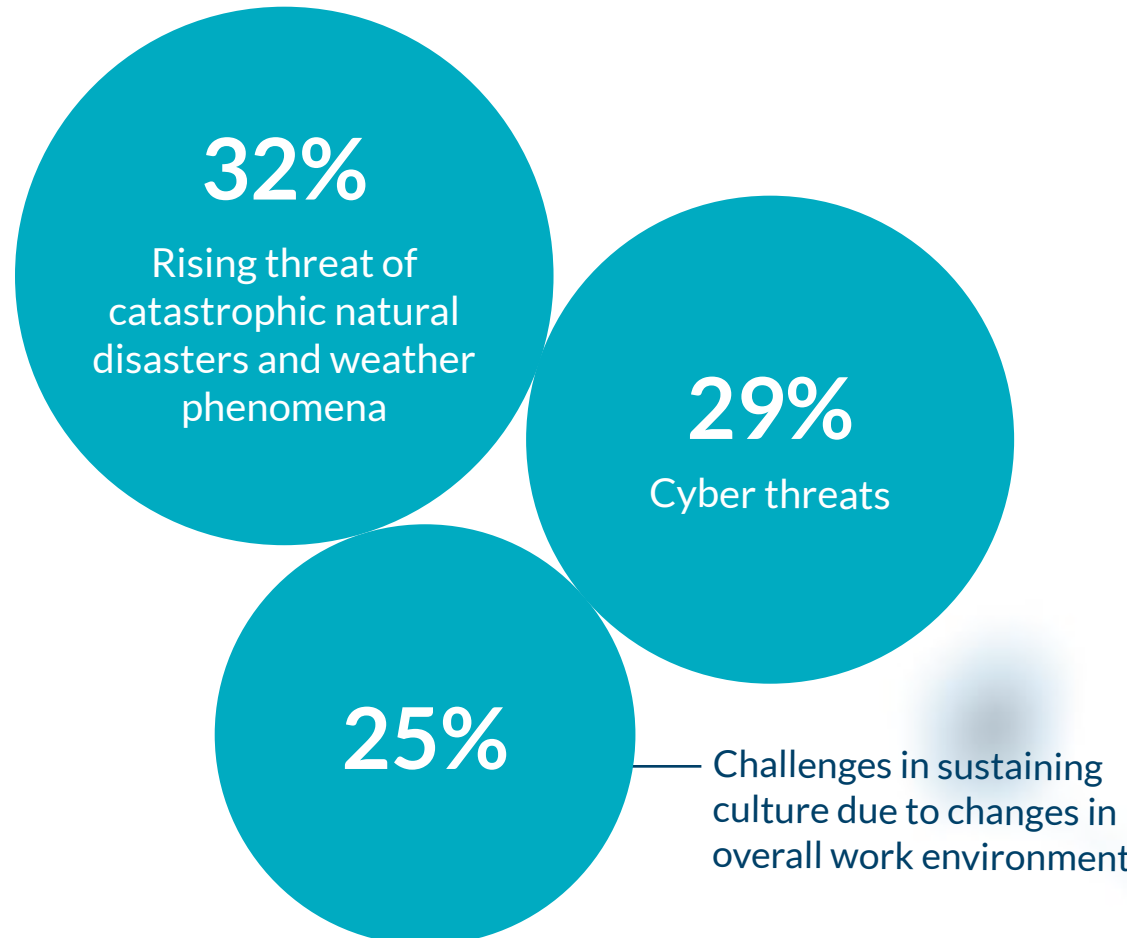 32%
Rising threat of
catastrophic natural
disasters and weather
phenomena
29%
Cyber threats
25%
Challenges in sustaining
culture due to changes in
overall work environment